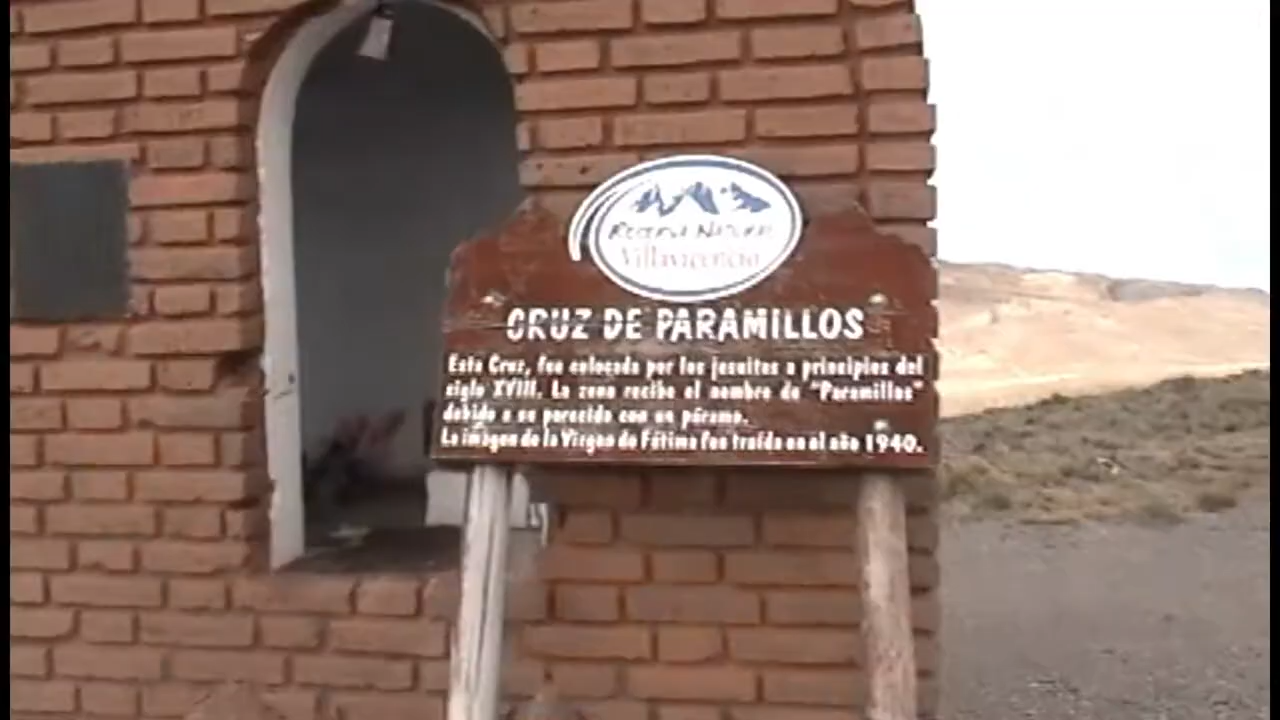 Reserva Natural
Villavicencio
CRUZ DE PARAMILLOS
Esta Cruz, fue colocada por los jesuitas a principios del
siglo XVIII. La zona recibe el nombre de "Paramillos"
debido a su parecido con un páramo.
La imágen de la Virgen de Fátima fue traída en el año 1940.